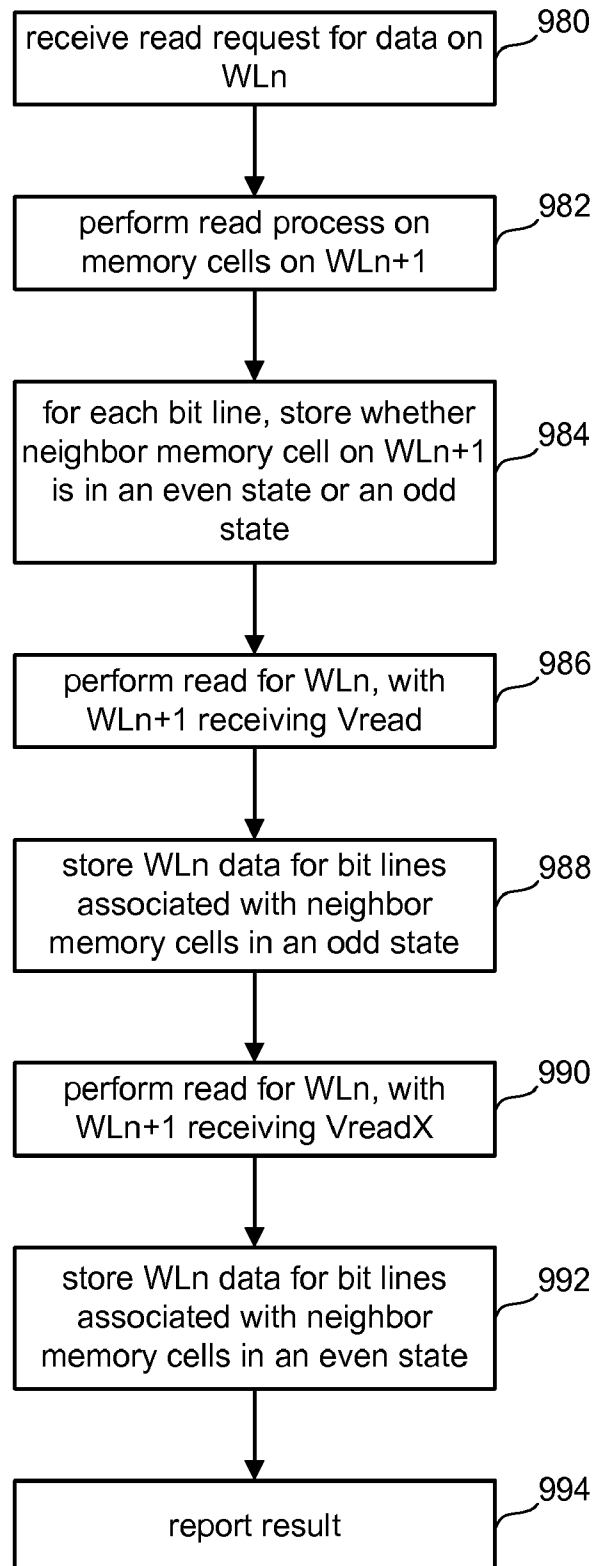 receive read request for data on
WLn
980
perform read process on
memory cells on WLn+1
982
for each bit line, store whether
neighbor memory cell on WLn+1
is in an even state or an odd
state
984
perform read for WLn, with
WLn+1 receiving Vread
986
store WLn data for bit lines
associated with neighbor
memory cells in an odd state
988
perform read for WLn, with
WLn+1 receiving VreadX
990
store WLn data for bit lines
associated with neighbor
memory cells in an even state
992
report result
994